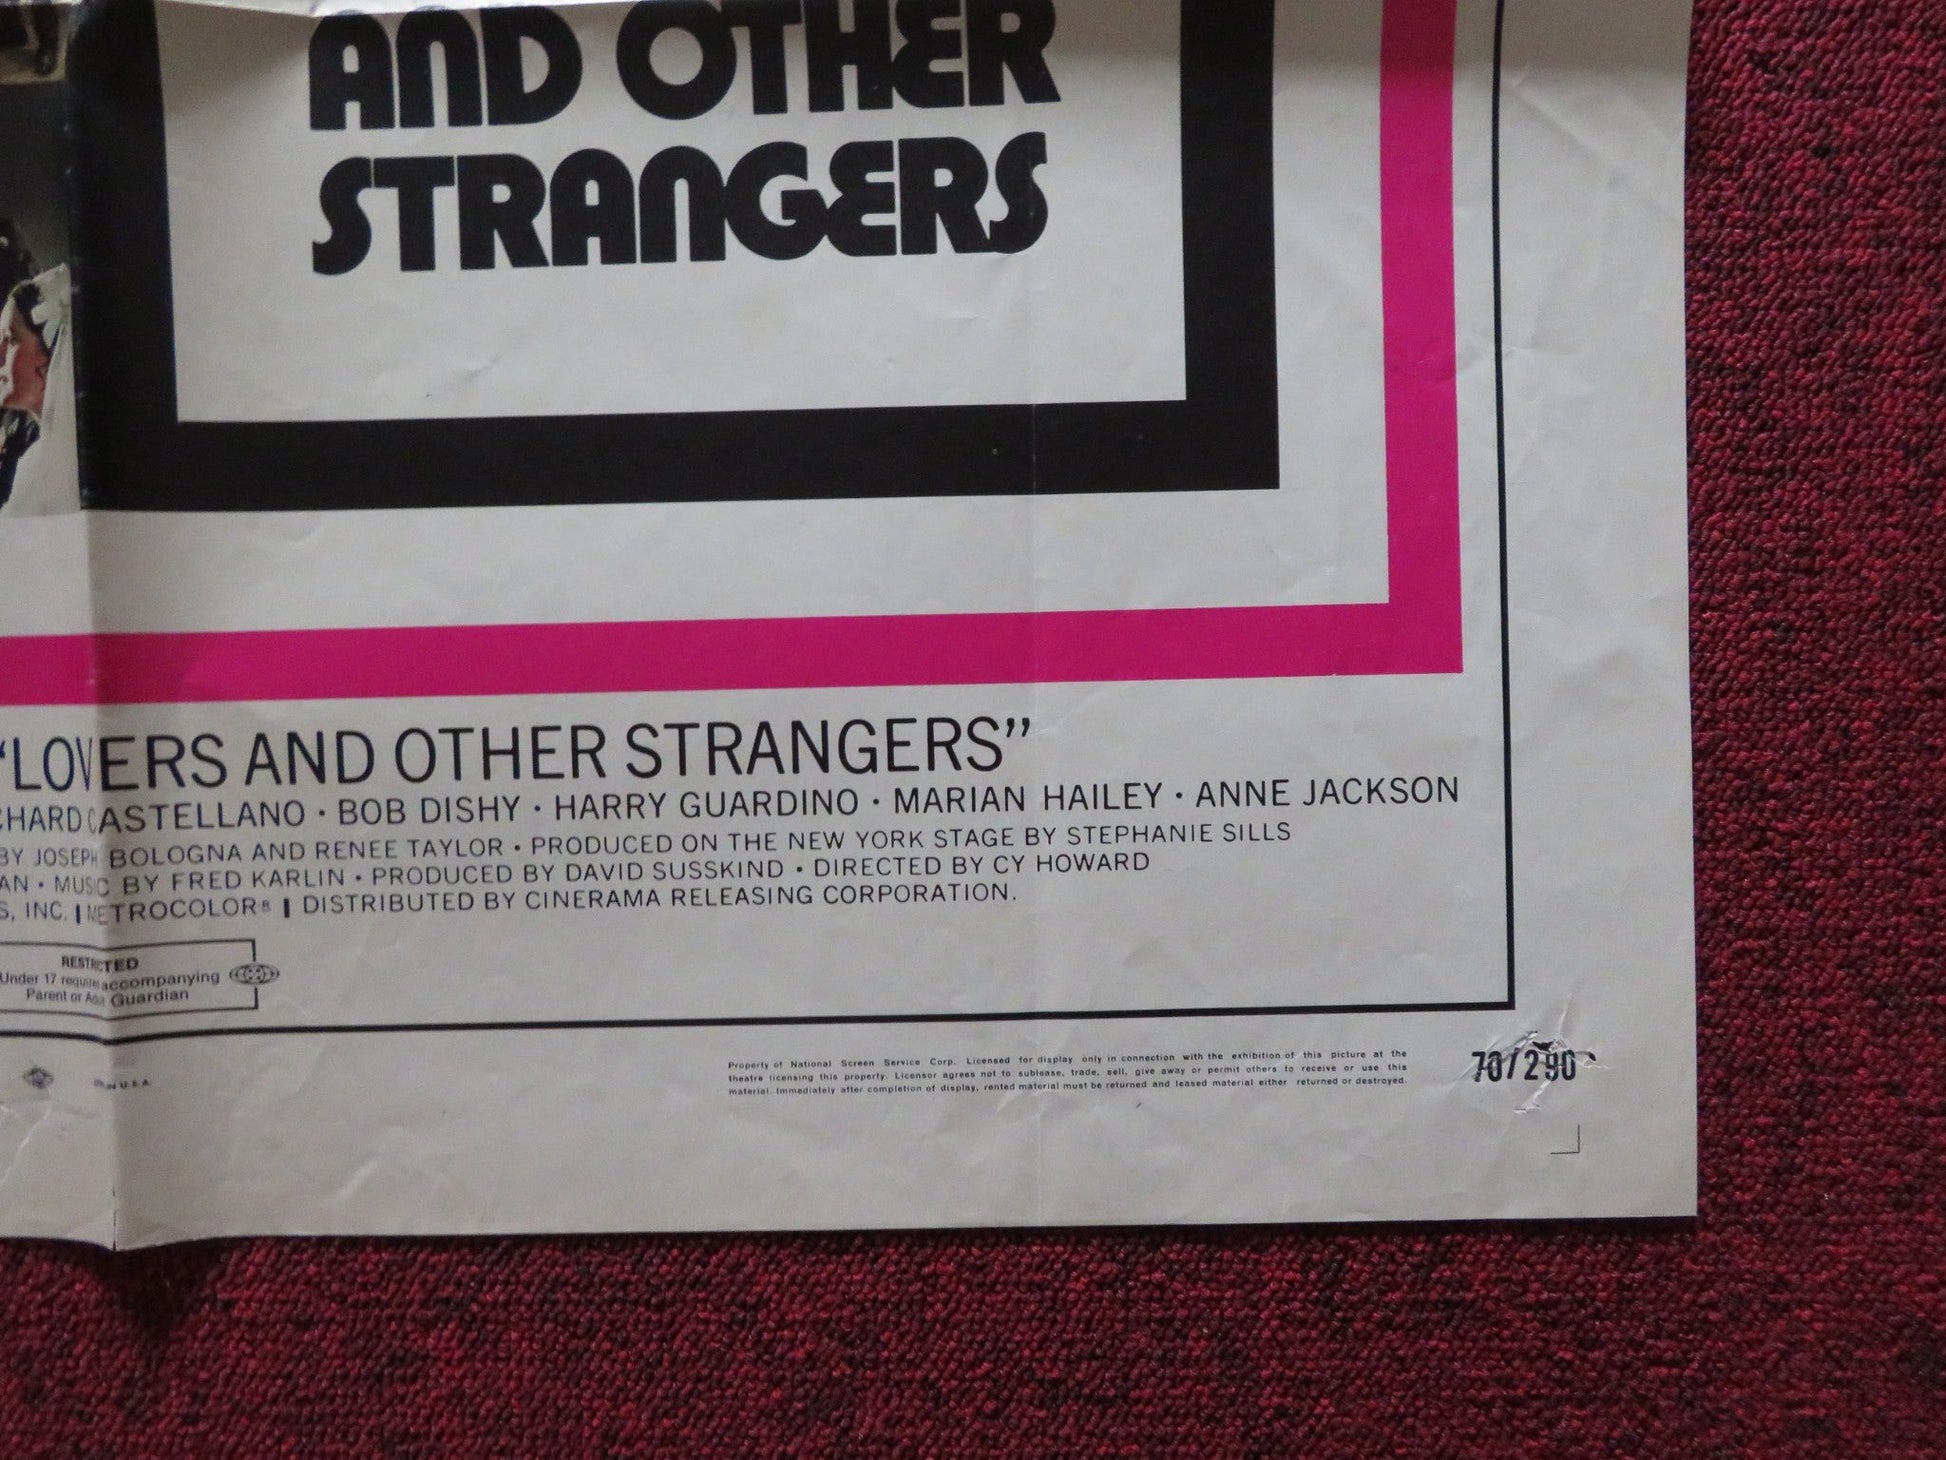 AND OTHER
STRANGERS
"LOVERS AND OTHER STRANGERS"
CHARD CASTELLANO · BOB DISHY · HARRY GUARDINO · MARIAN HAILEY · ANNE JACKSON
BY JOSEPH BOLOGNA AND RENEE TAYLOR · PRODUCED ON THE NEW YORK STAGE BY STEPHANIE SILLS
AN · MUSIC BY FRED KARLIN · PRODUCED BY DAVID SUSSKIND · DIRECTED BY CY HOWARD
S, INC. | METROCOLOR® | DISTRIBUTED BY CINERAMA RELEASING CORPORATION.
RESTRICTED
Under 17 requires accompanying
Parent or Adult Guardian
Property of National Screen Service Corp. Licensed for display only in connection with the exhibition of this picture at the
theatre licensing this property. Licensor agrees not to sublease, trade, sell, give away or permit others to receive or use this
material. Immediately after completion of display, rented material must be returned and leased material either returned or destroyed.
70/290
IN U.S.A.